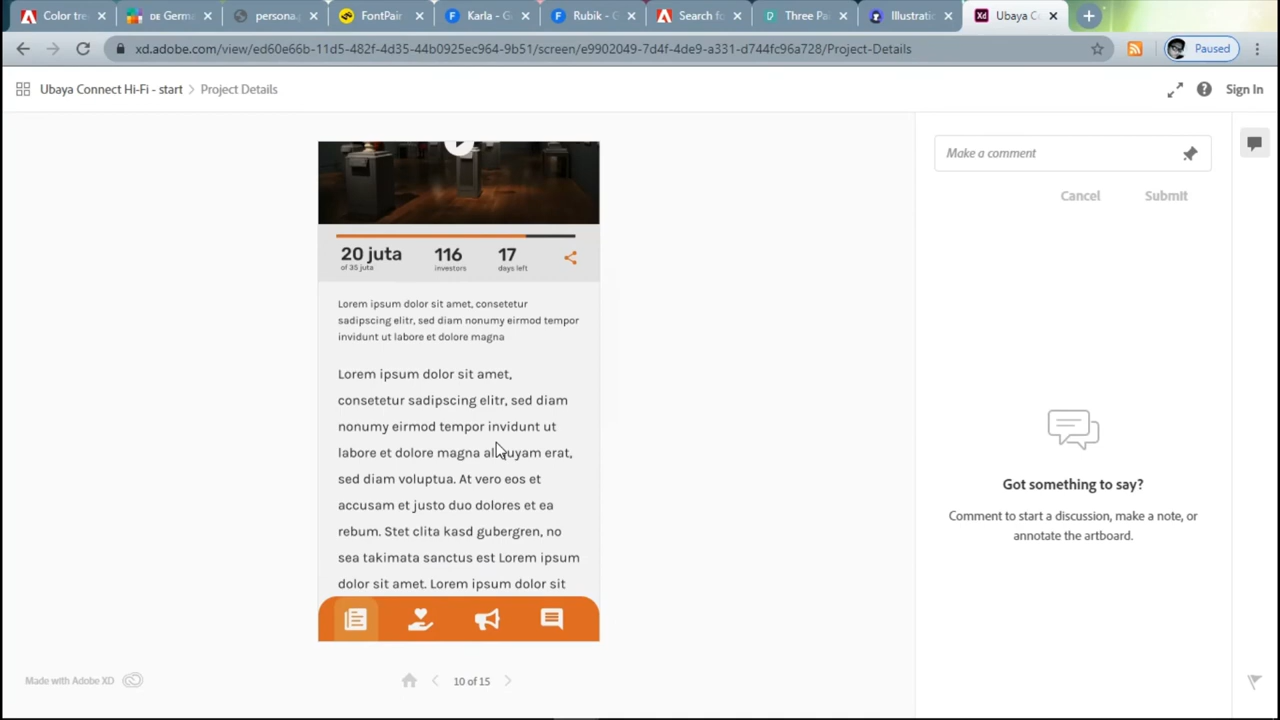 Color tre
DE Germ
persona.
FontPair
Karla - G
Rubik - G
Search fo
Three Pa
Illustrati
Ubaya C
xd.adobe.com/view/ed60e66b-11d5-482f-4d35-44b0925ec964-9b51/screen/e9902049-7d4f-4de9-a331-d744fc96a728/Project-Details
Paused
Ubaya Connect Hi-Fi - start > Project Details
Sign In
20 juta
of 35 juta
116
investors
17
days left
Lorem ipsum dolor sit amet, consetetur
sadipscing elitr, sed diam nonumy eirmod tempor
invidunt ut labore et dolore magna
Lorem ipsum dolor sit amet,
consetetur sadipscing elitr, sed diam
nonumy eirmod tempor invidunt ut
labore et dolore magna aliquyam erat,
sed diam voluptua. At vero eos et
accusam et justo duo dolores et ea
rebum. Stet clita kasd gubergren, no
sea takimata sanctus est Lorem ipsum
dolor sit amet. Lorem ipsum dolor sit
Make a comment
Cancel
Submit
Got something to say?
Comment to start a discussion, make a note, or
annotate the artboard.
Made with Adobe XD
10 of 15